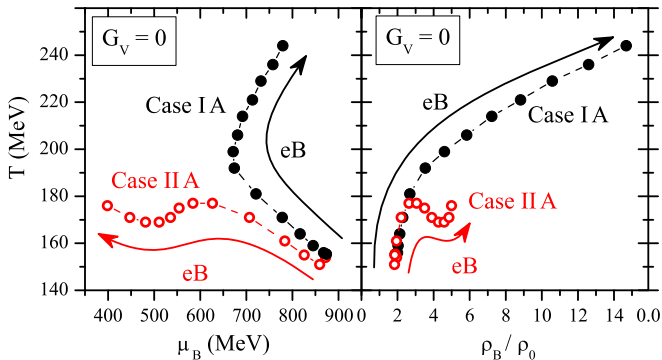 G_V = 0
G_V = 0
240
220
200
180
160
140
T (MeV)
Case I A
eB
Case II A
eB
eB
Case I A
Case II A
eB
400
500
600
700
800
900
0
2
4
6
8
10
12
14
16.0
μ_B (MeV)
ρ_B / ρ_0